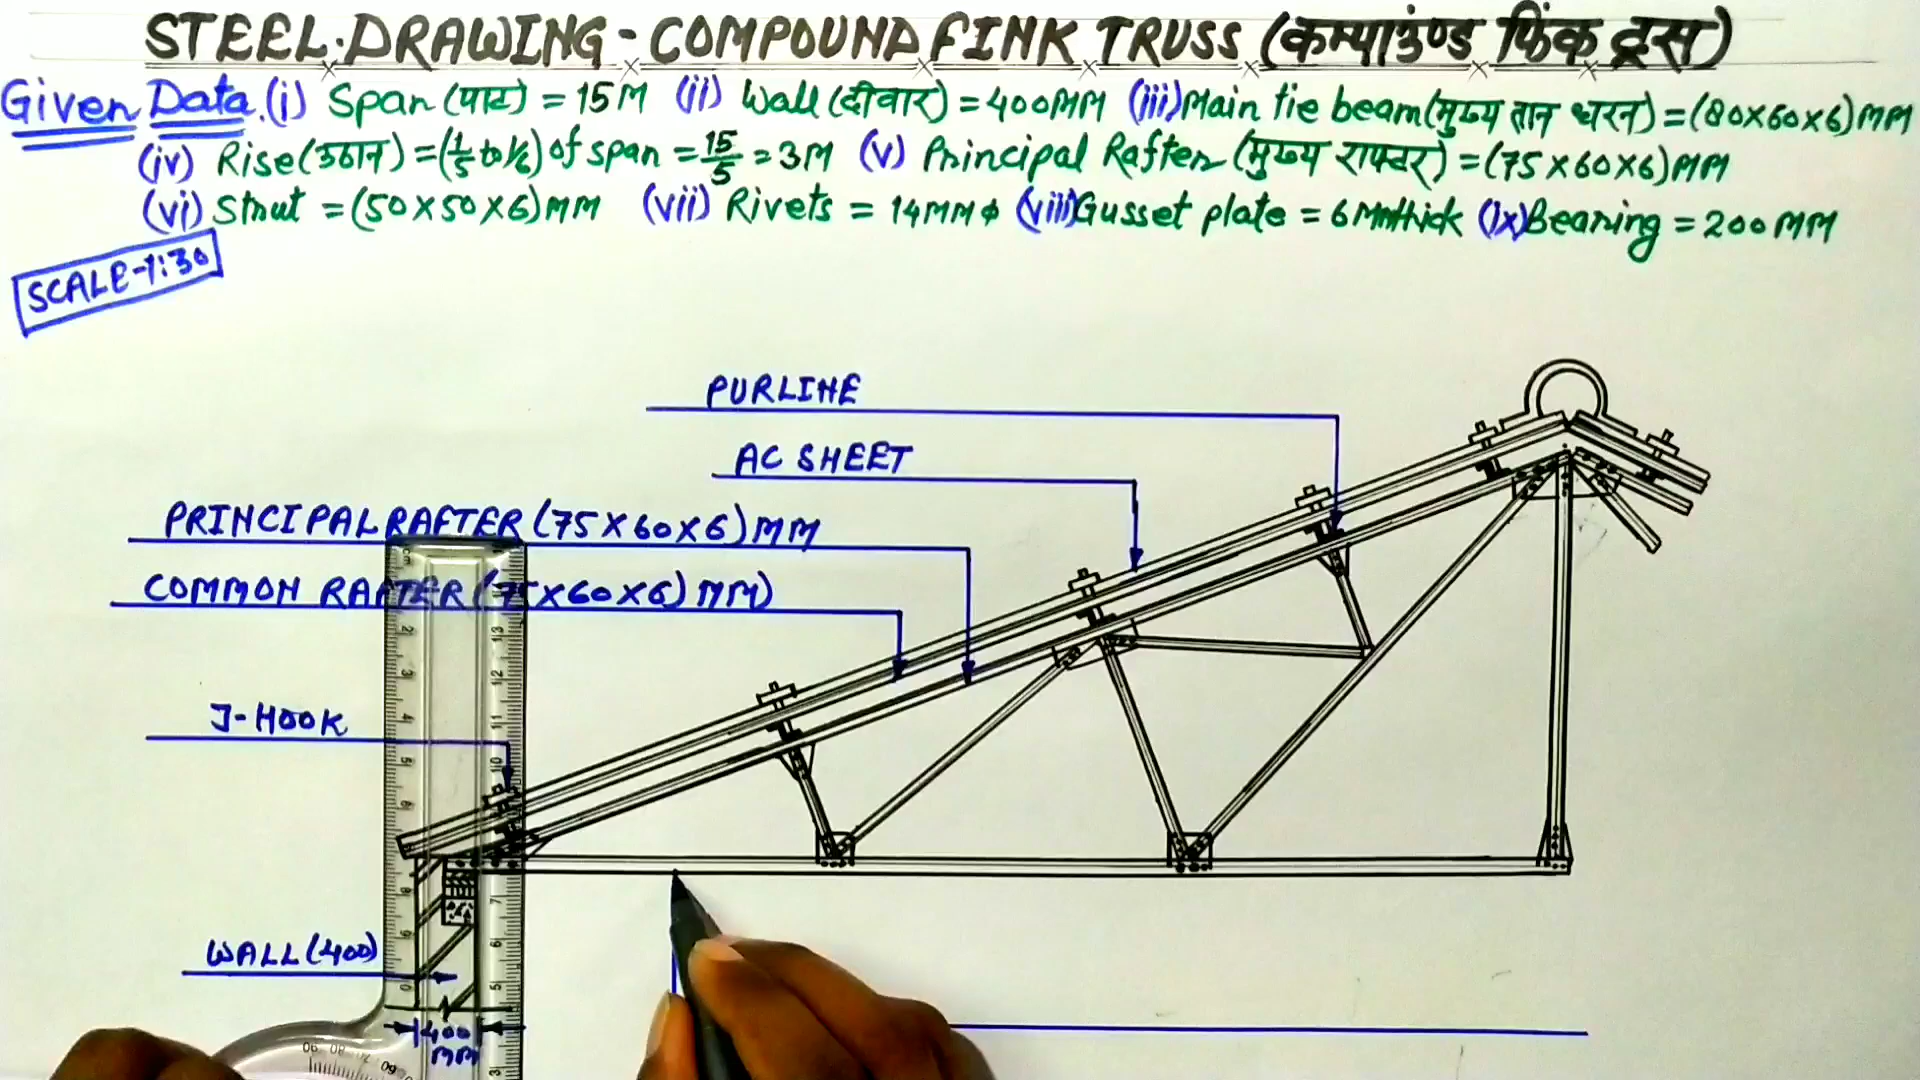 STEEL DRAWING - COMPOUND FINK TRUSS (कम्पाउण्ड फिंक ट्रस)
Given Data. (i) Span (पाट) = 15M (ii) Wall (दीवार) = 400MM (iii) Main tie beam (मुख्य तान धरन) = (80X60X6) MM
(iv) Rise (उठान) = (1/5 to 1/6) of span = 15/5 = 3M (v) Principal Rafter (मुख्य राफ्टर) = (75X60X6) MM
(vi) Strut = (50X50X6) MM (vii) Rivets = 14MM ϕ (viii) Gusset plate = 6MMthick (ix) Bearing = 200MM
SCALE-1:30
PURLINE
AC SHEET
PRINCIPAL RAFTER (75X60X6) MM
COMMON RAFTER (75X60X6) MM)
J-HOOK
WALL (400)
400
MM